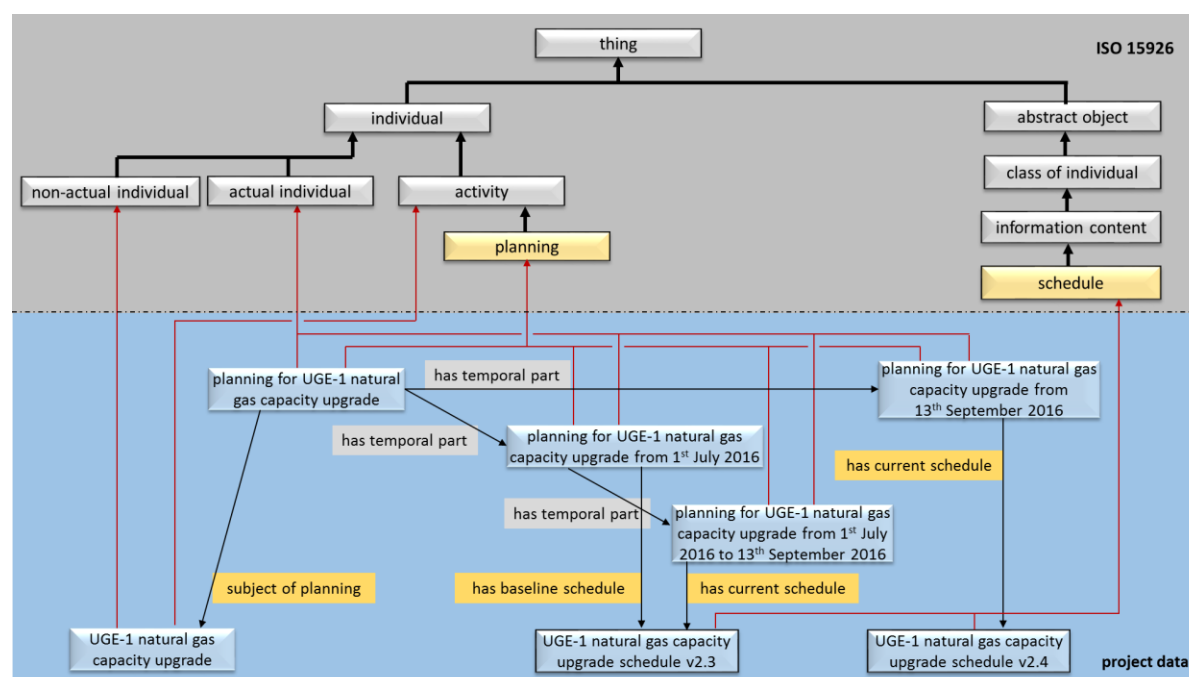 thing
ISO 15926
individual
abstract object
class of individual
non-actual individual
actual individual
activity
information content
planning
schedule
planning for UGE-1 natural
gas capacity upgrade
has temporal part
planning for UGE-1 natural gas
capacity upgrade from
13th September 2016
has temporal part
planning for UGE-1 natural gas
capacity upgrade from 1st July 2016
has current schedule
has temporal part
planning for UGE-1 natural gas
capacity upgrade from 1st July
2016 to 13th September 2016
subject of planning
has baseline schedule
has current schedule
UGE-1 natural gas
capacity upgrade
UGE-1 natural gas capacity
upgrade schedule v2.3
UGE-1 natural gas capacity
upgrade schedule v2.4
project data